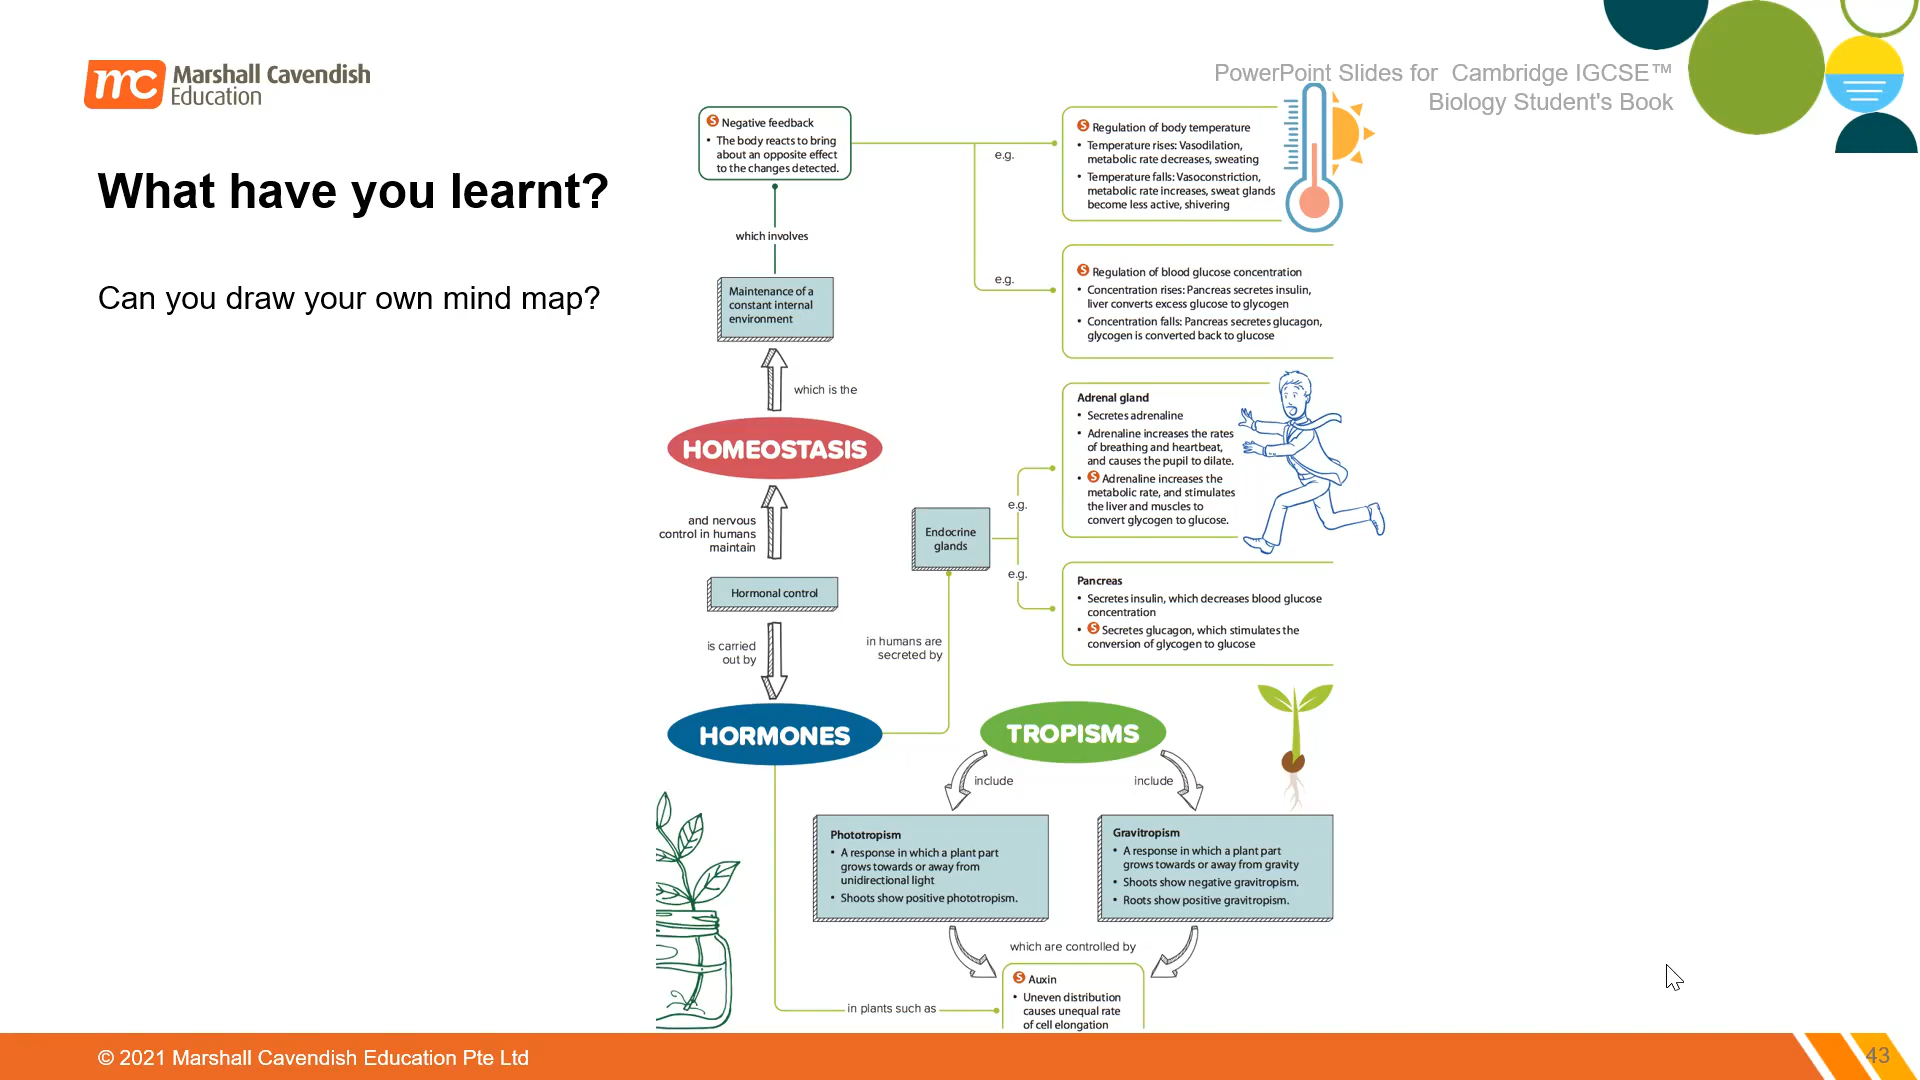 mc Marshall Cavendish
Education
PowerPoint Slides for Cambridge IGCSE™
Biology Student's Book
What have you learnt?
Can you draw your own mind map?
S Negative feedback
• The body reacts to bring
about an opposite effect
to the changes detected.
which involves
Maintenance of a
constant internal
environment
which is the
HOMEOSTASIS
and nervous
control in humans
maintain
Hormonal control
is carried
out by
HORMONES
e.g.
S Regulation of body temperature
• Temperature rises: Vasodilation,
metabolic rate decreases, sweating
• Temperature falls: Vasoconstriction,
metabolic rate increases, sweat glands
become less active, shivering
e.g.
S Regulation of blood glucose concentration
• Concentration rises: Pancreas secretes insulin,
liver converts excess glucose to glycogen
• Concentration falls: Pancreas secretes glucagon,
glycogen is converted back to glucose
in humans are
secreted by
Endocrine
glands
e.g.
Adrenal gland
• Secretes adrenaline
• Adrenaline increases the rates
of breathing and heartbeat,
and causes the pupil to dilate.
• S Adrenaline increases the
metabolic rate, and stimulates
the liver and muscles to
convert glycogen to glucose.
e.g.
Pancreas
• Secretes insulin, which decreases blood glucose
concentration
• S Secretes glucagon, which stimulates the
conversion of glycogen to glucose
TROPISMS
include
include
Phototropism
• A response in which a plant part
grows towards or away from
unidirectional light
• Shoots show positive phototropism.
Gravitropism
• A response in which a plant part
grows towards or away from gravity
• Shoots show negative gravitropism.
• Roots show positive gravitropism.
which are controlled by
in plants such as
S Auxin
• Uneven distribution
causes unequal rate
of cell elongation
© 2021 Marshall Cavendish Education Pte Ltd
43